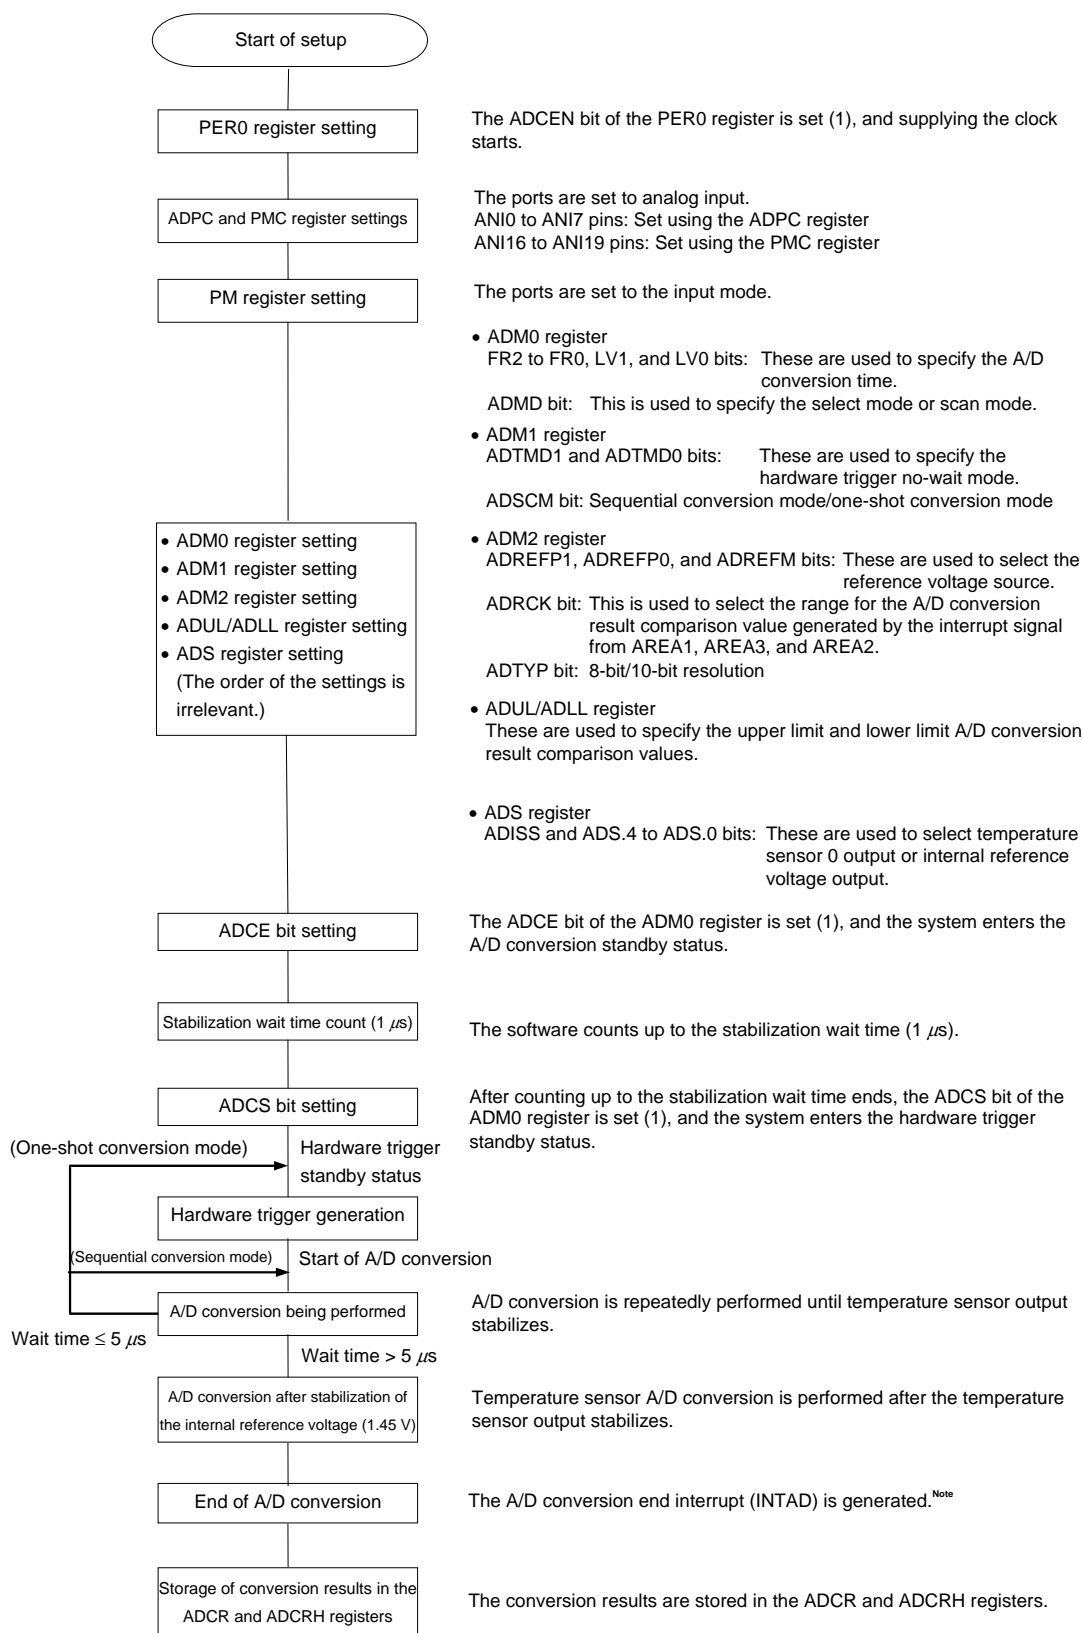 Start of setup
PER0 register setting
The ADCEN bit of the PER0 register is set (1), and supplying the clock
starts.
ADPC and PMC register settings
The ports are set to analog input.
ANI0 to ANI7 pins: Set using the ADPC register
ANI16 to ANI19 pins: Set using the PMC register
PM register setting
The ports are set to the input mode.
• ADM0 register setting
• ADM1 register setting
• ADM2 register setting
• ADUL/ADLL register setting
• ADS register setting
(The order of the settings is
irrelevant.)
• ADM0 register
FR2 to FR0, LV1, and LV0 bits: These are used to specify the A/D
conversion time.
ADMD bit: This is used to specify the select mode or scan mode.
• ADM1 register
ADTMD1 and ADTMD0 bits: These are used to specify the
hardware trigger no-wait mode.
ADSCM bit: Sequential conversion mode/one-shot conversion mode
• ADM2 register
ADREFP1, ADREFP0, and ADREFM bits: These are used to select the
reference voltage source.
ADRCK bit: This is used to select the range for the A/D conversion
result comparison value generated by the interrupt signal
from AREA1, AREA3, and AREA2.
ADTYP bit: 8-bit/10-bit resolution
• ADUL/ADLL register
These are used to specify the upper limit and lower limit A/D conversion
result comparison values.
• ADS register
ADISS and ADS.4 to ADS.0 bits: These are used to select temperature
sensor 0 output or internal reference
voltage output.
ADCE bit setting
The ADCE bit of the ADM0 register is set (1), and the system enters the
A/D conversion standby status.
Stabilization wait time count (1 μs)
The software counts up to the stabilization wait time (1 μs).
ADCS bit setting
After counting up to the stabilization wait time ends, the ADCS bit of the
ADM0 register is set (1), and the system enters the hardware trigger
standby status.
(One-shot conversion mode)
Hardware trigger
standby status
Hardware trigger generation
(Sequential conversion mode)
Start of A/D conversion
A/D conversion being performed
A/D conversion is repeatedly performed until temperature sensor output
stabilizes.
Wait time ≤ 5 μs
Wait time > 5 μs
A/D conversion after stabilization of
the internal reference voltage (1.45 V)
Temperature sensor A/D conversion is performed after the temperature
sensor output stabilizes.
End of A/D conversion
The A/D conversion end interrupt (INTAD) is generated.Note
Storage of conversion results in the
ADCR and ADCRH registers
The conversion results are stored in the ADCR and ADCRH registers.